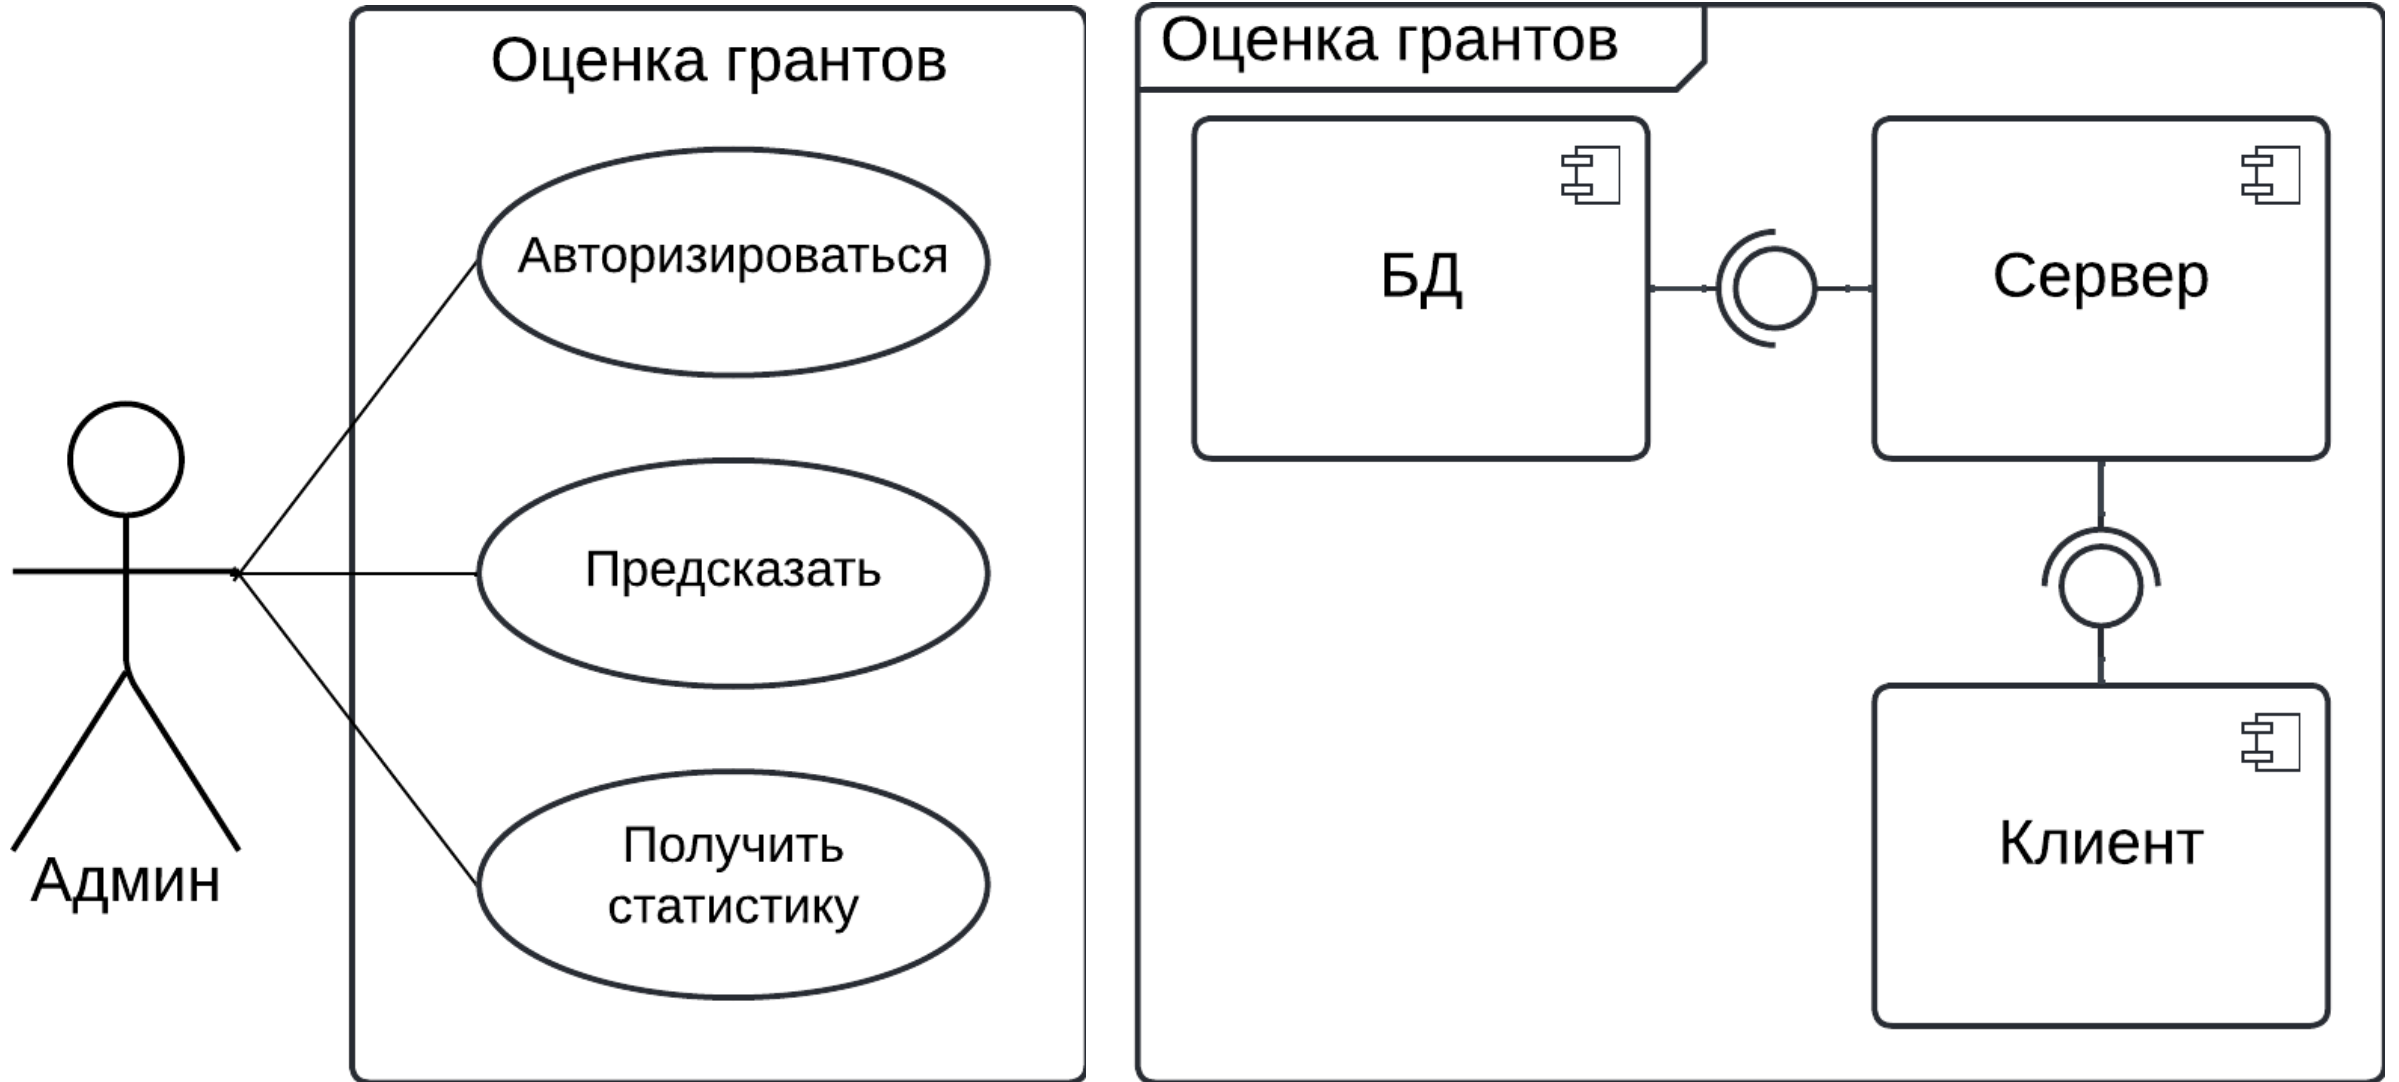 Оценка грантов
Авторизироваться
Предсказать
Получить
статистику
Админ
Оценка грантов
БД
Сервер
Клиент